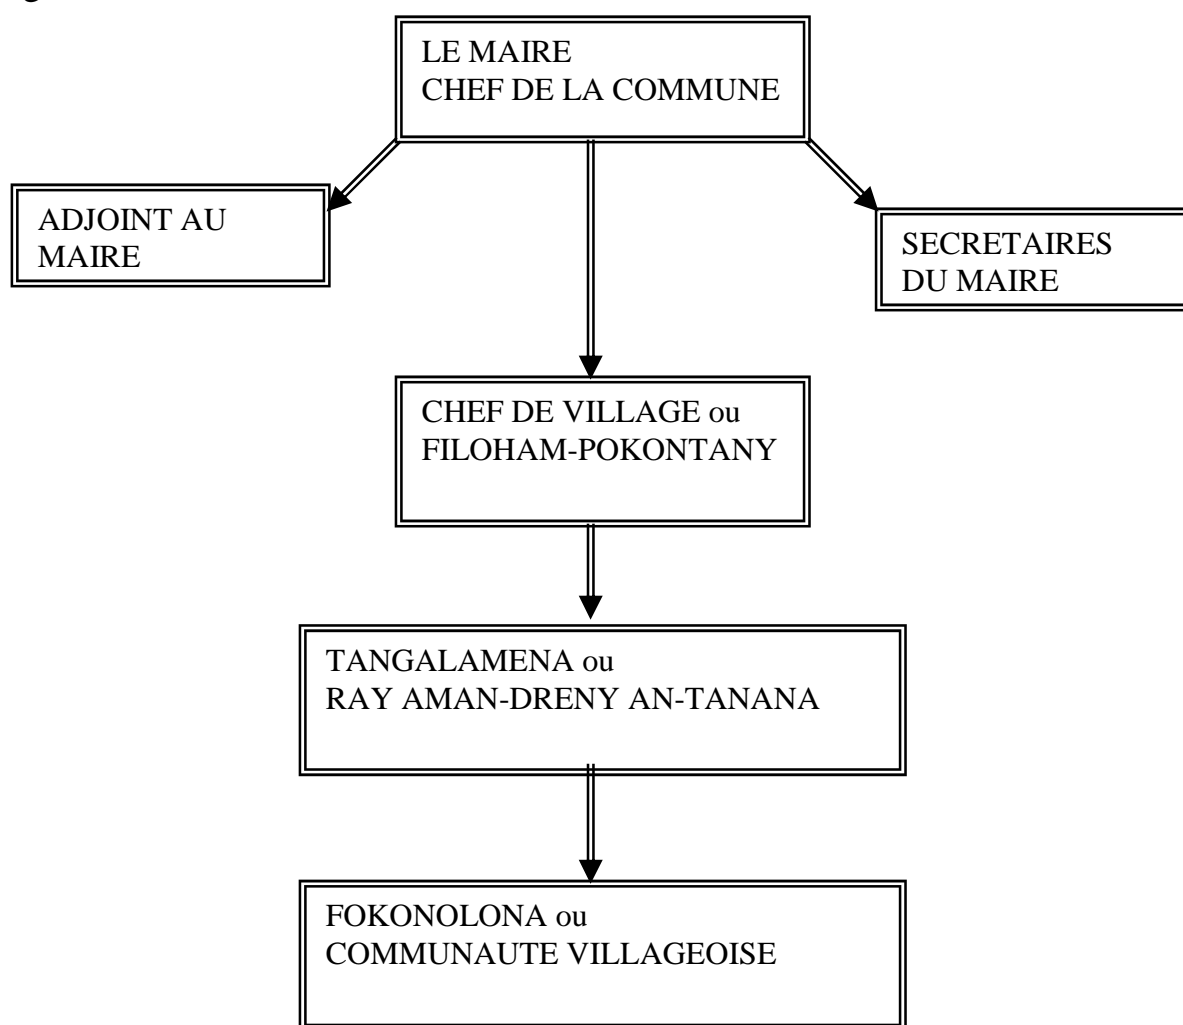 LE MAIRE
CHEF DE LA COMMUNE
ADJOINT AU
MAIRE
SECRETAIRES
DU MAIRE
CHEF DE VILLAGE ou
FILOHAM-POKONTANY
TANGALAMENA ou
RAY AMAN-DRENY AN-TANANA
FOKONOLONA ou
COMMUNAUTE VILLAGEOISE